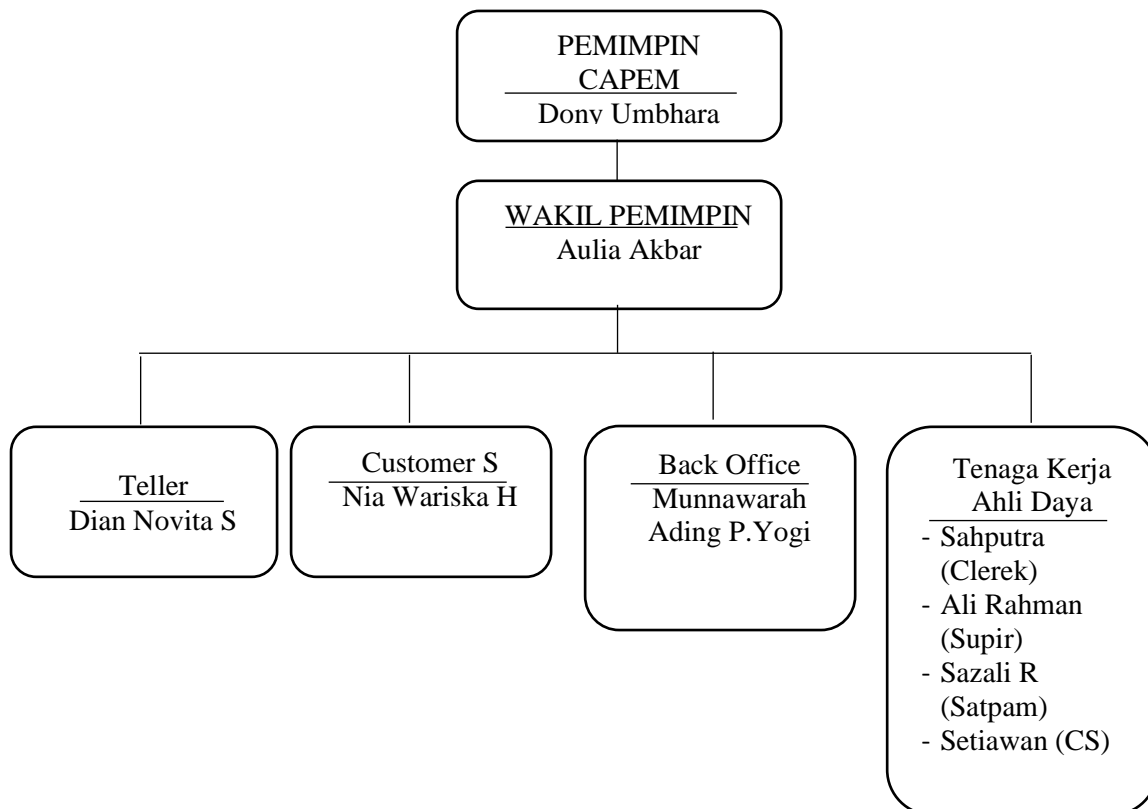 PEMIMPIN
CAPEM
Dony Umbhara
WAKIL PEMIMPIN
Aulia Akbar
Teller
Dian Novita S
Customer S
Nia Wariska H
Back Office
Munnawarah
Ading P.Yogi
Tenaga Kerja
Ahli Daya
- Sahputra
(Clerek)
- Ali Rahman
(Supir)
- Sazali R
(Satpam)
- Setiawan (CS)